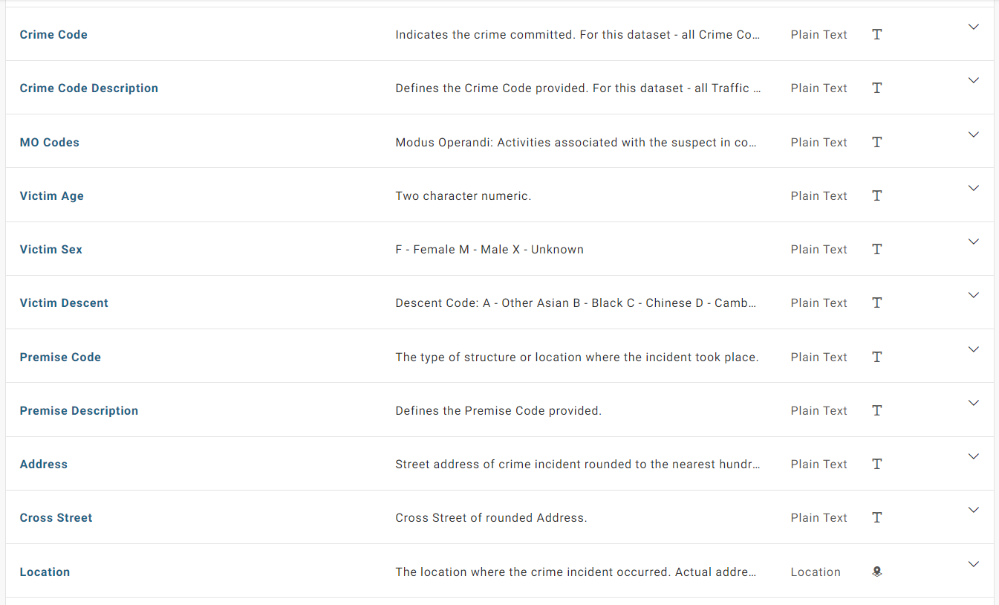 Crime Code Indicates the crime committed. For this dataset - all Crime Co... Plain Text
Crime Code Description Defines the Crime Code provided. For this dataset - all Traffic ... Plain Text
MO Codes Modus Operandi: Activities associated with the suspect in co... Plain Text
Victim Age Two character numeric. Plain Text
Victim Sex F - Female M - Male X - Unknown Plain Text
Victim Descent Descent Code: A - Other Asian B - Black C - Chinese D - Camb... Plain Text
Premise Code The type of structure or location where the incident took place. Plain Text
Premise Description Defines the Premise Code provided. Plain Text
Address Street address of crime incident rounded to the nearest hundr... Plain Text
Cross Street Cross Street of rounded Address. Plain Text
Location The location where the crime incident occurred. Actual addre... Location